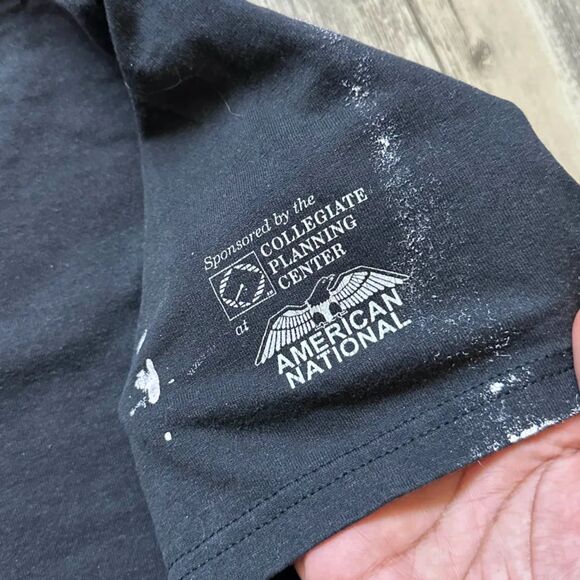 Sponsored by the
COLLEGIATE
PLANNING
CENTER
at
AMERICAN
NATIONAL